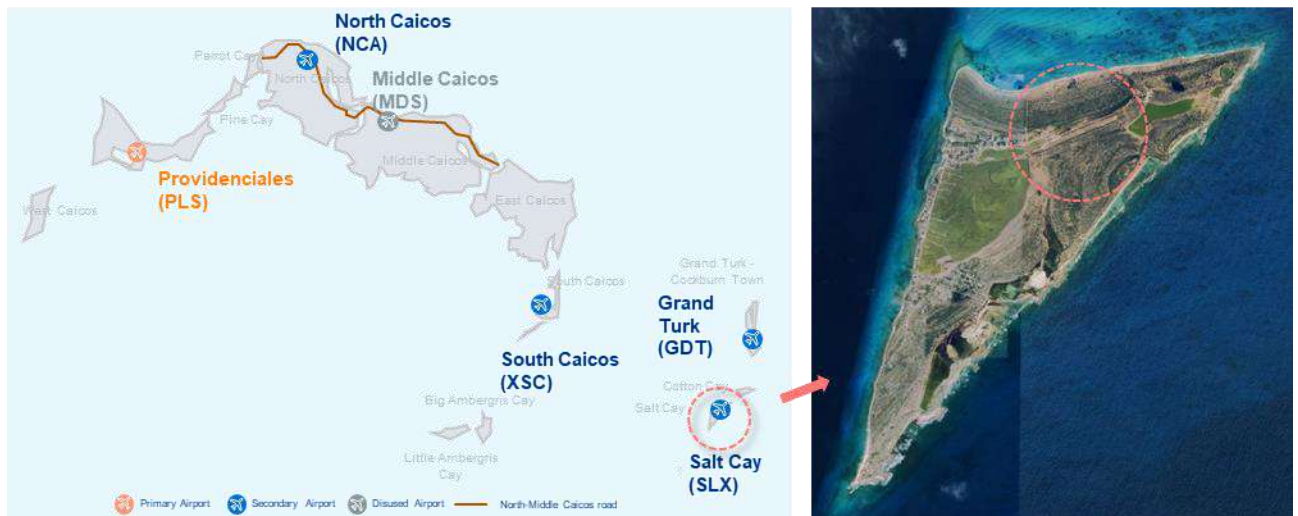 North Caicos
(NCA)
Parrot Cay
North Caicos
Middle Caicos
(MDS)
Pine Cay
Middle Caicos
Providenciales
(PLS)
West Caicos
East Caicos
South Caicos
Grand Turk -
Cockburn Town
Grand
Turk
(GDT)
South Caicos
(XSC)
Cotton Cay
Salt Cay
Big Ambergris Cay
Little Ambergris
Cay
Salt Cay
(SLX)
Primary Airport
Secondary Airport
Disused Airport
North-Middle Caicos road